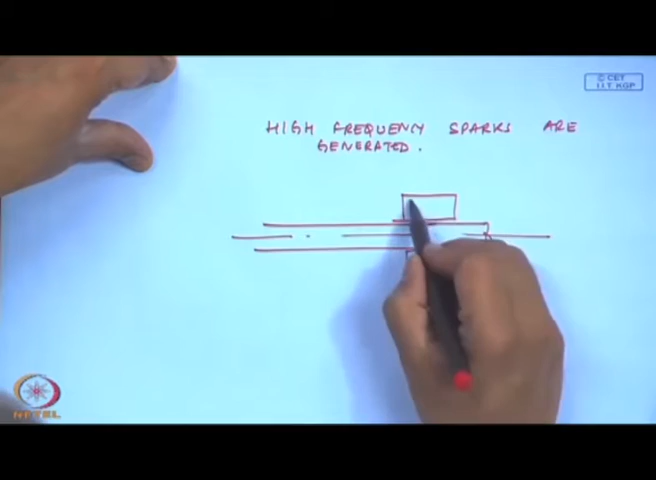 © CET
I.I.T. KGP
HIGH FREQUENCY SPARKS ARE
GENERATED.
NPTEL